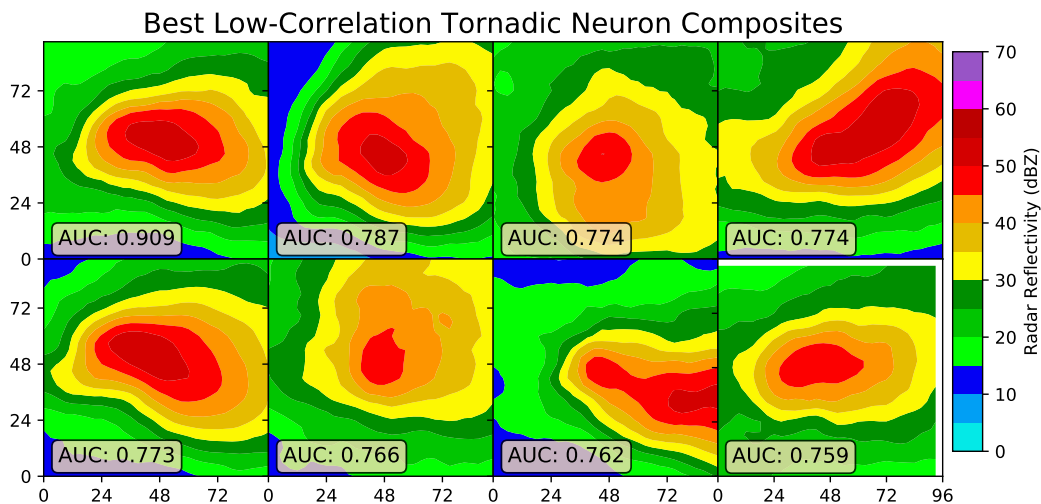 Best Low-Correlation Tornadic Neuron Composites
72
48
24
0
AUC: 0.909
AUC: 0.787
AUC: 0.774
AUC: 0.774
72
48
24
0
AUC: 0.773
AUC: 0.766
AUC: 0.762
AUC: 0.759
0 24 48 72 0 24 48 72 0 24 48 72 0 24 48 72 96
70
60
50
40
30
20
10
0
Radar Reflectivity (dBZ)